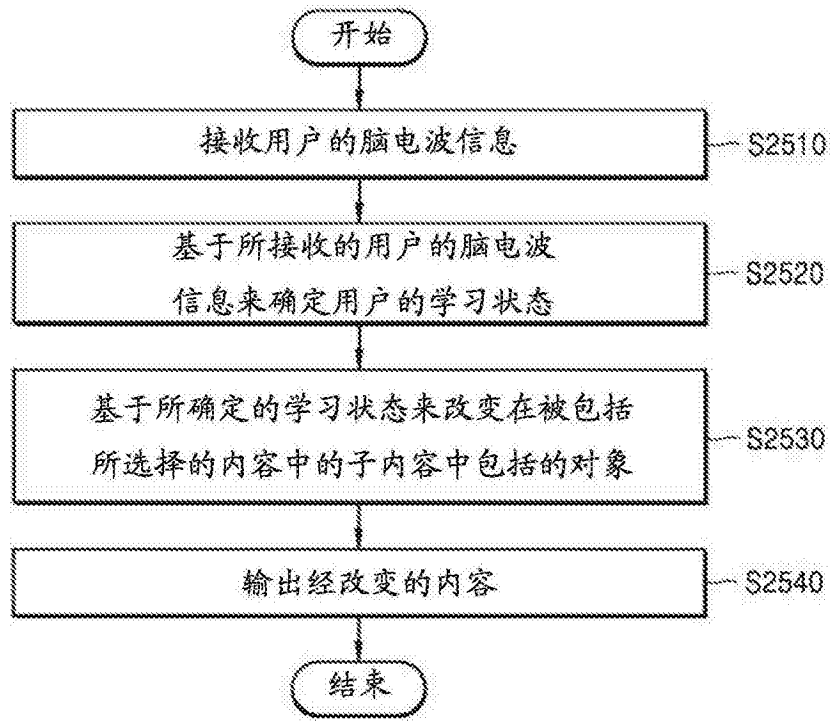 开始
接收用户的脑电波信息
S2510
基于所接收的用户的脑电波
信息来确定用户的学习状态
S2520
基于所确定的学习状态来改变在被包括
所选择的内容中的子内容中包括的对象
S2530
输出经改变的内容
S2540
结束